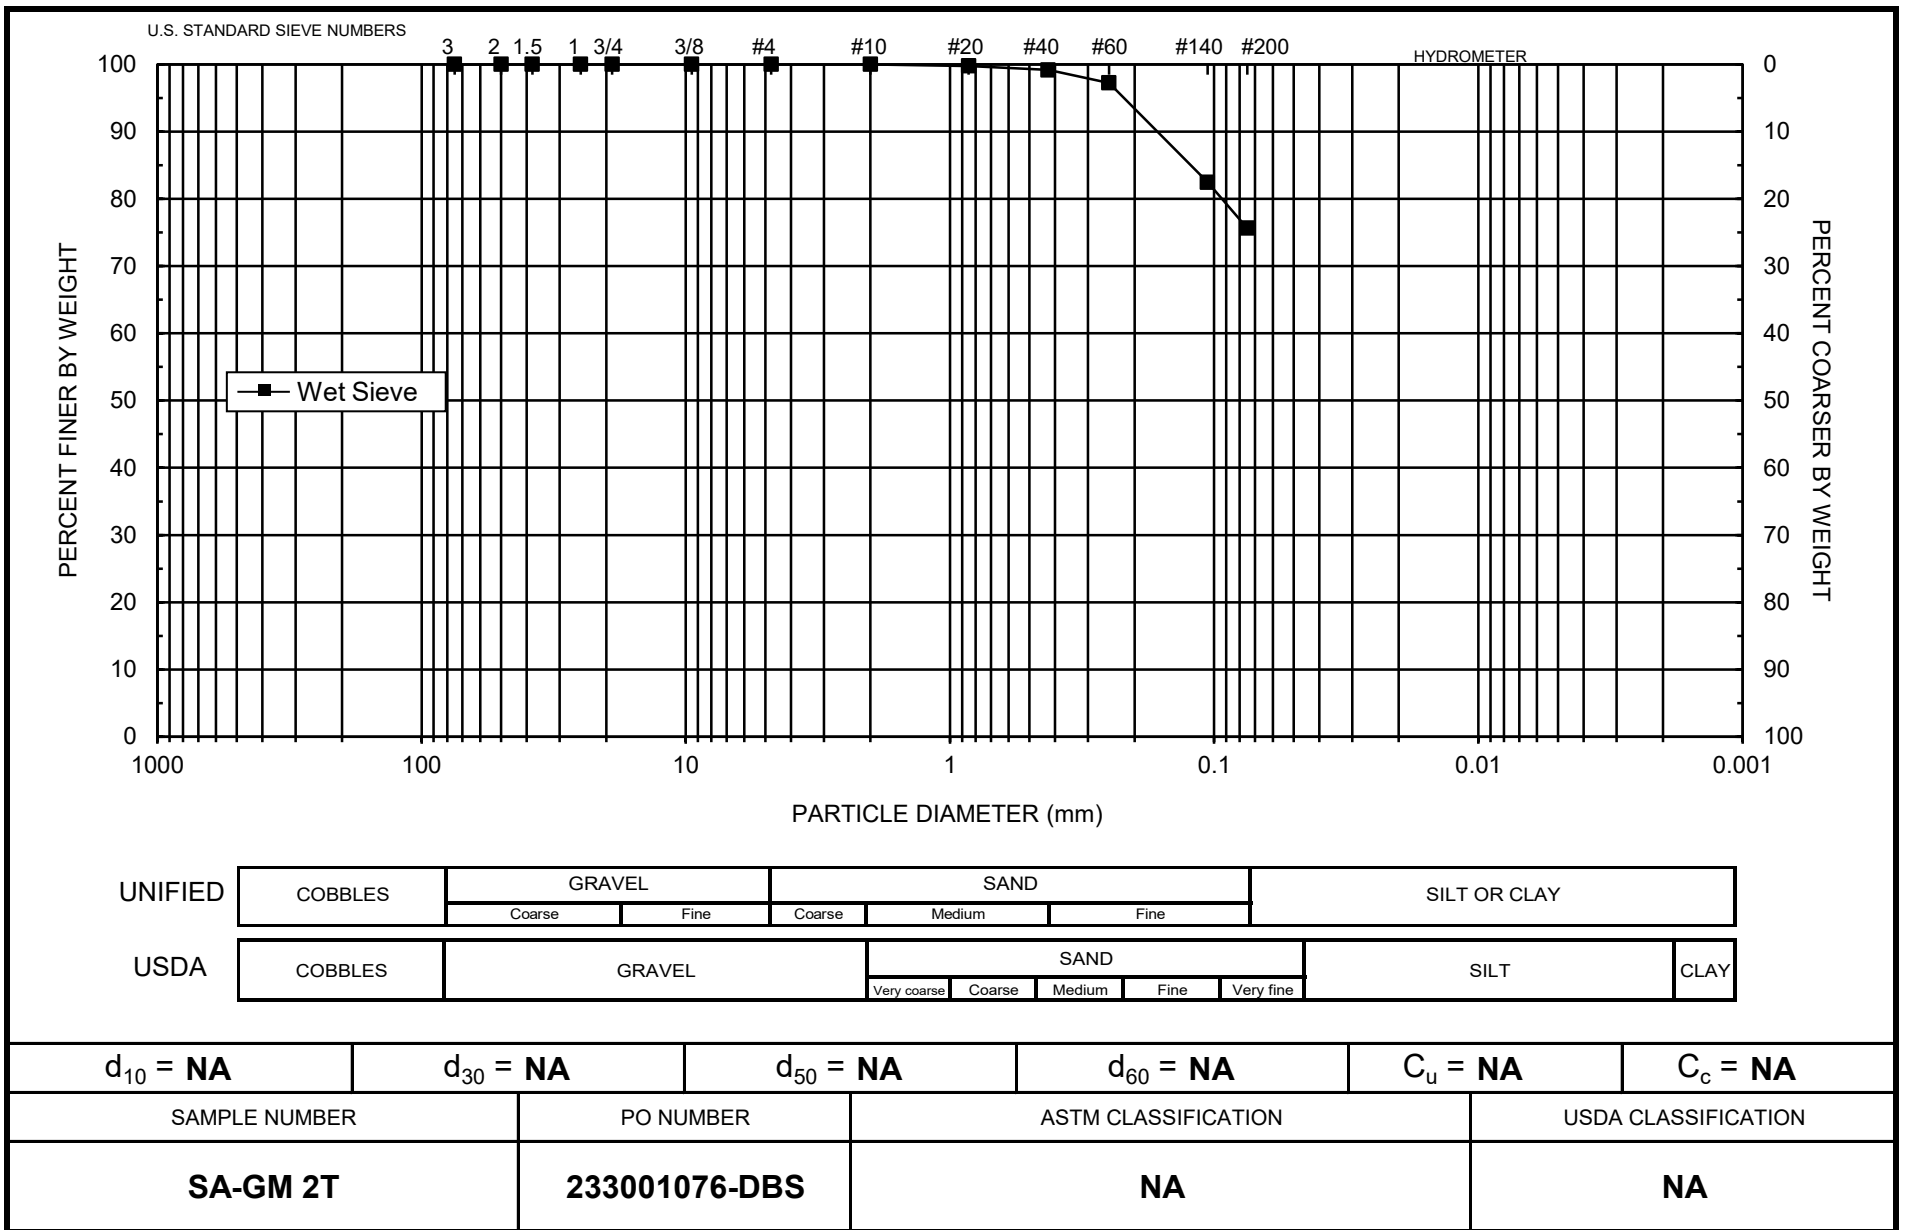 U.S. STANDARD SIEVE NUMBERS
3 2 1.5 1 3/4 3/8 #4 #10 #20 #40 #60 #140 #200
HYDROMETER
100 0
90 10
80 20
70 30
60 40
50 50
40 60
30 70
20 80
10 90
0 100
PERCENT FINER BY WEIGHT
PERCENT COARSER BY WEIGHT
Wet Sieve
1000 100 10 1 0.1 0.01 0.001
PARTICLE DIAMETER (mm)
UNIFIED COBBLES GRAVEL SAND SILT OR CLAY
Coarse Fine Coarse Medium Fine
USDA COBBLES GRAVEL SAND SILT CLAY
Very coarse Coarse Medium Fine Very fine
d10 = NA d30 = NA d50 = NA d60 = NA Cu = NA Cc = NA
SAMPLE NUMBER PO NUMBER ASTM CLASSIFICATION USDA CLASSIFICATION
SA-GM 2T 233001076-DBS NA NA